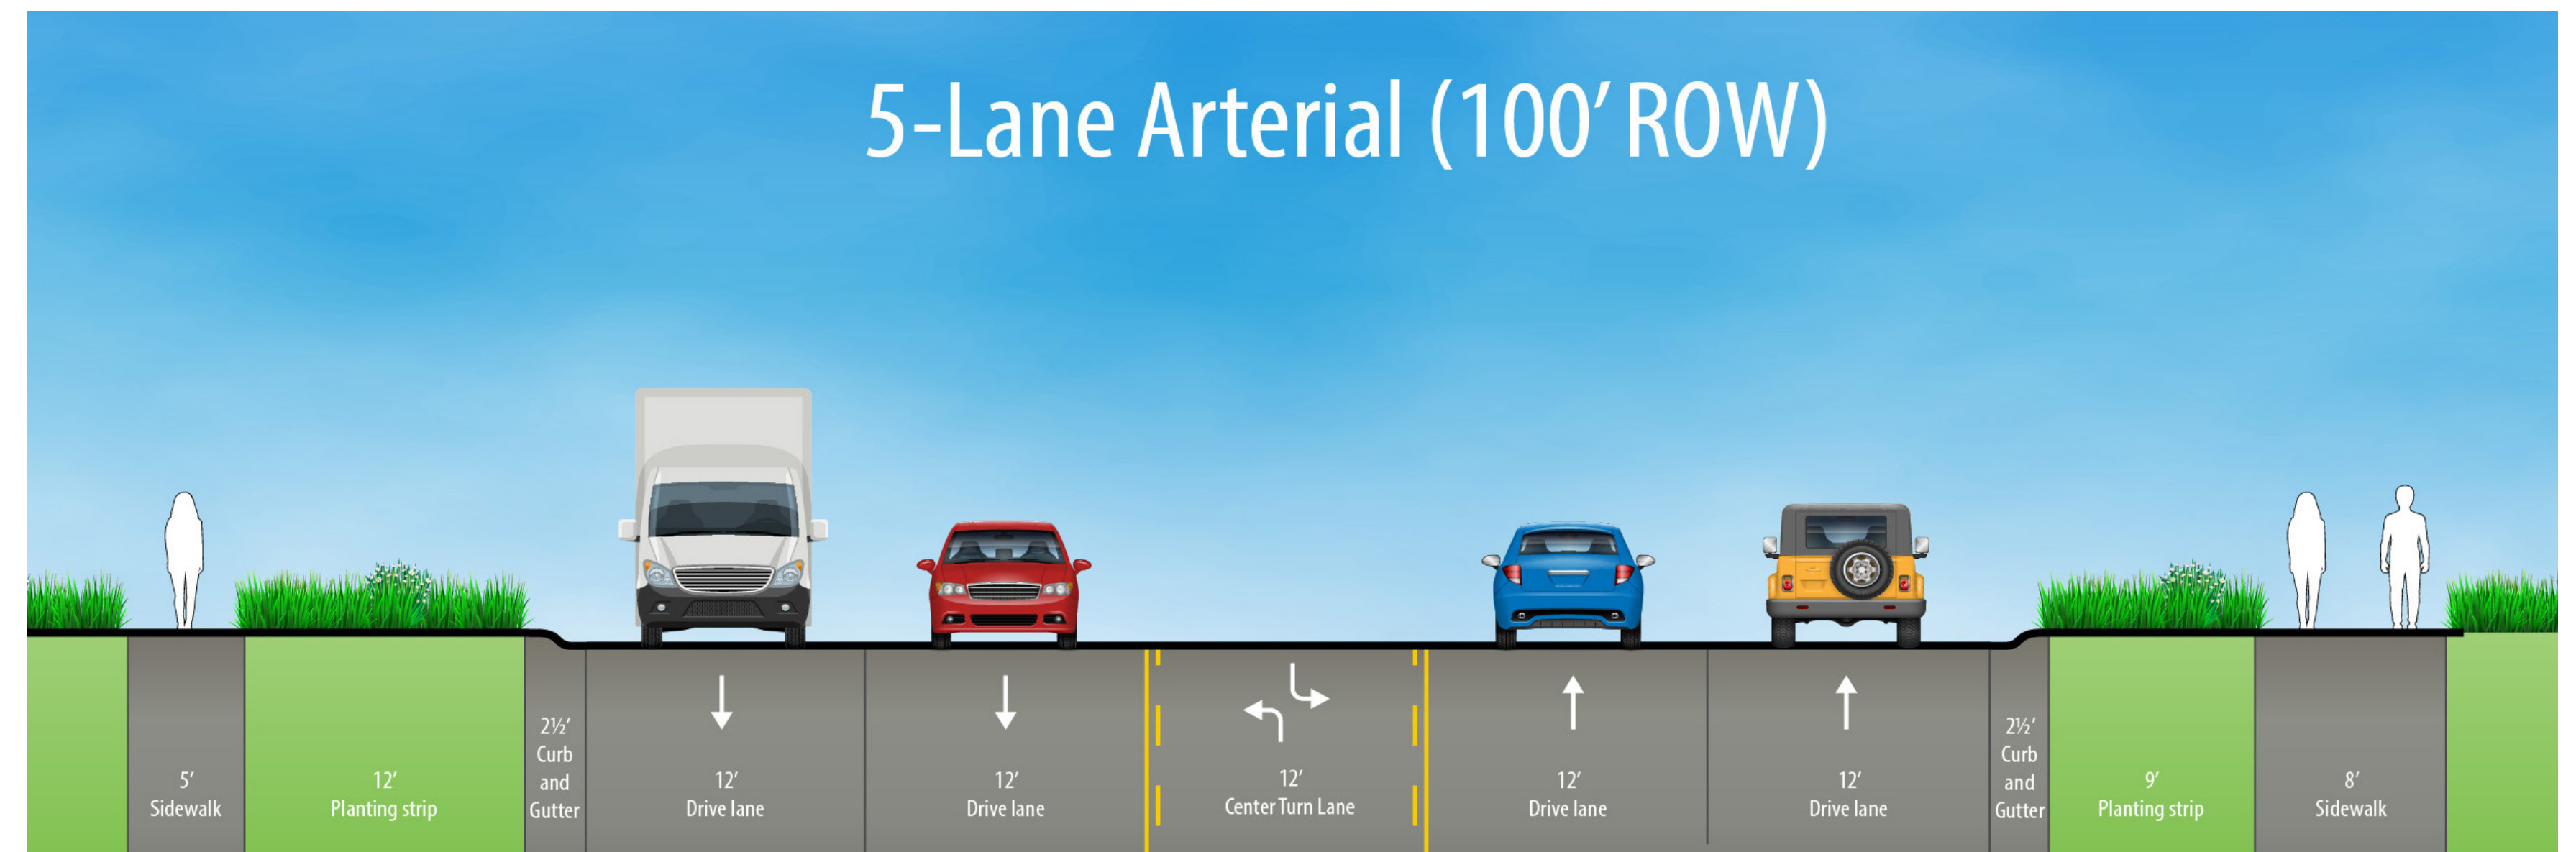 5-Lane Arterial (100′ ROW)
5′
Sidewalk
12′
Planting strip
2½′
Curb
and
Gutter
12′
Drive lane
12′
Drive lane
12′
Center Turn Lane
12′
Drive lane
12′
Drive lane
2½′
Curb
and
Gutter
9′
Planting strip
8′
Sidewalk